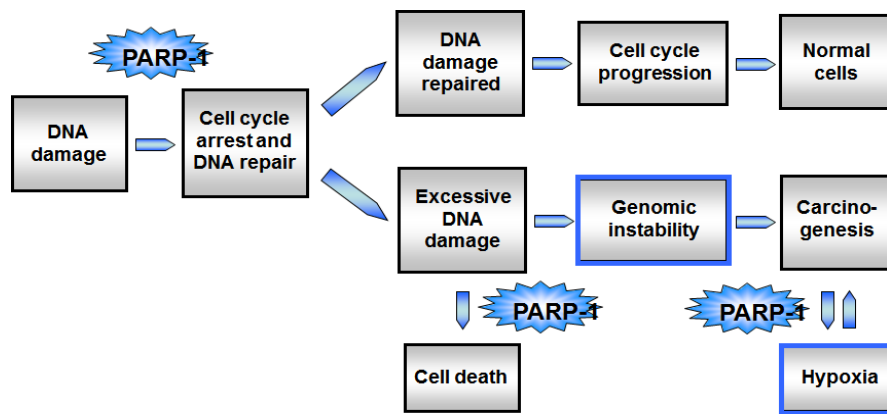 PARP-1
DNA
damage
Cell cycle
arrest and
DNA repair
DNA
damage
repaired
Cell cycle
progression
Normal
cells
Excessive
DNA
damage
Genomic
instability
Carcino-
genesis
PARP-1
PARP-1
Cell death
Hypoxia